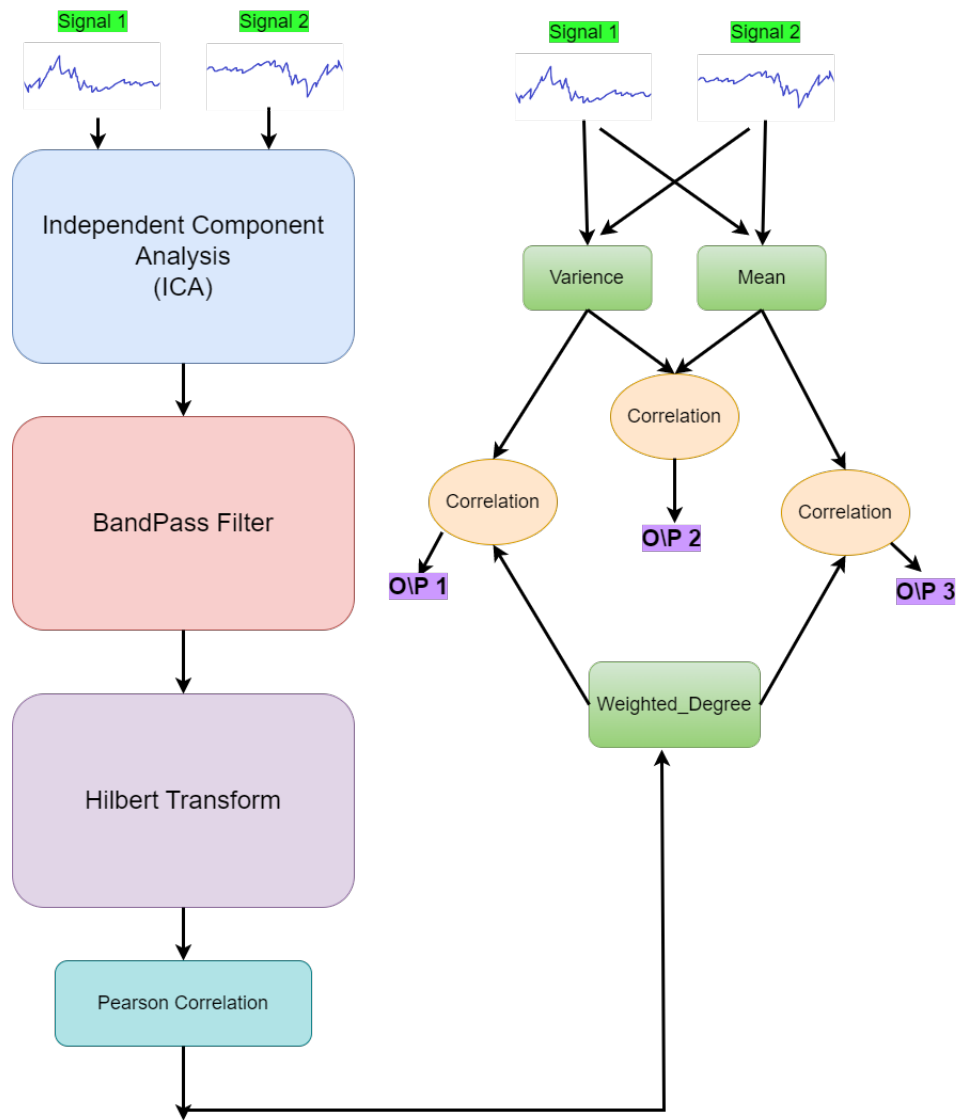 Signal 1
Signal 2
Independent Component
Analysis
(ICA)
BandPass Filter
Hilbert Transform
Pearson Correlation
Signal 1
Signal 2
Varience
Mean
Correlation
Correlation
Correlation
O\P 1
O\P 2
O\P 3
Weighted_Degree